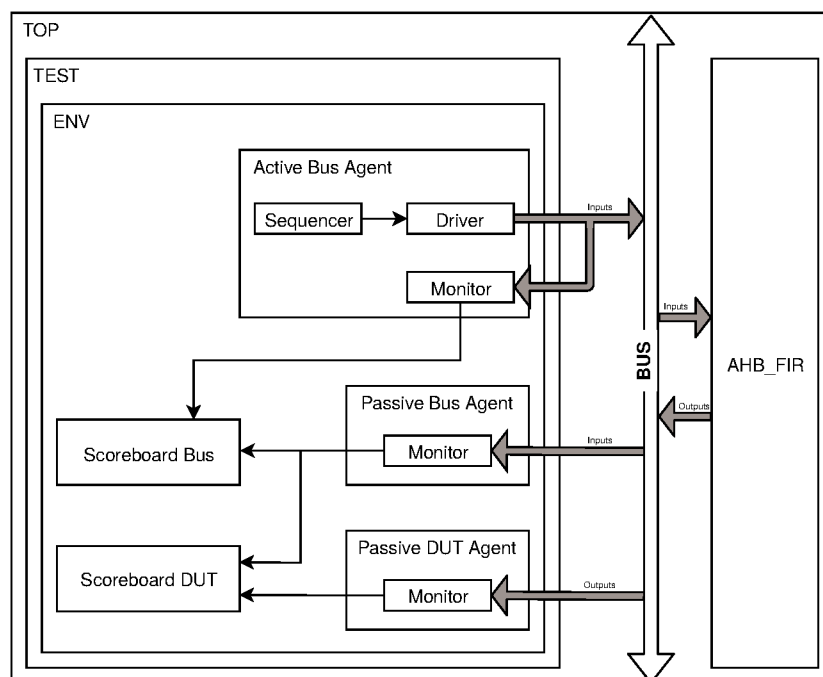 TOP
TEST
ENV
Active Bus Agent
Sequencer
Driver
Inputs
Monitor
Inputs
BUS
AHB_FIR
Outputs
Passive Bus Agent
Scoreboard Bus
Monitor
Inputs
Passive DUT Agent
Scoreboard DUT
Monitor
Outputs